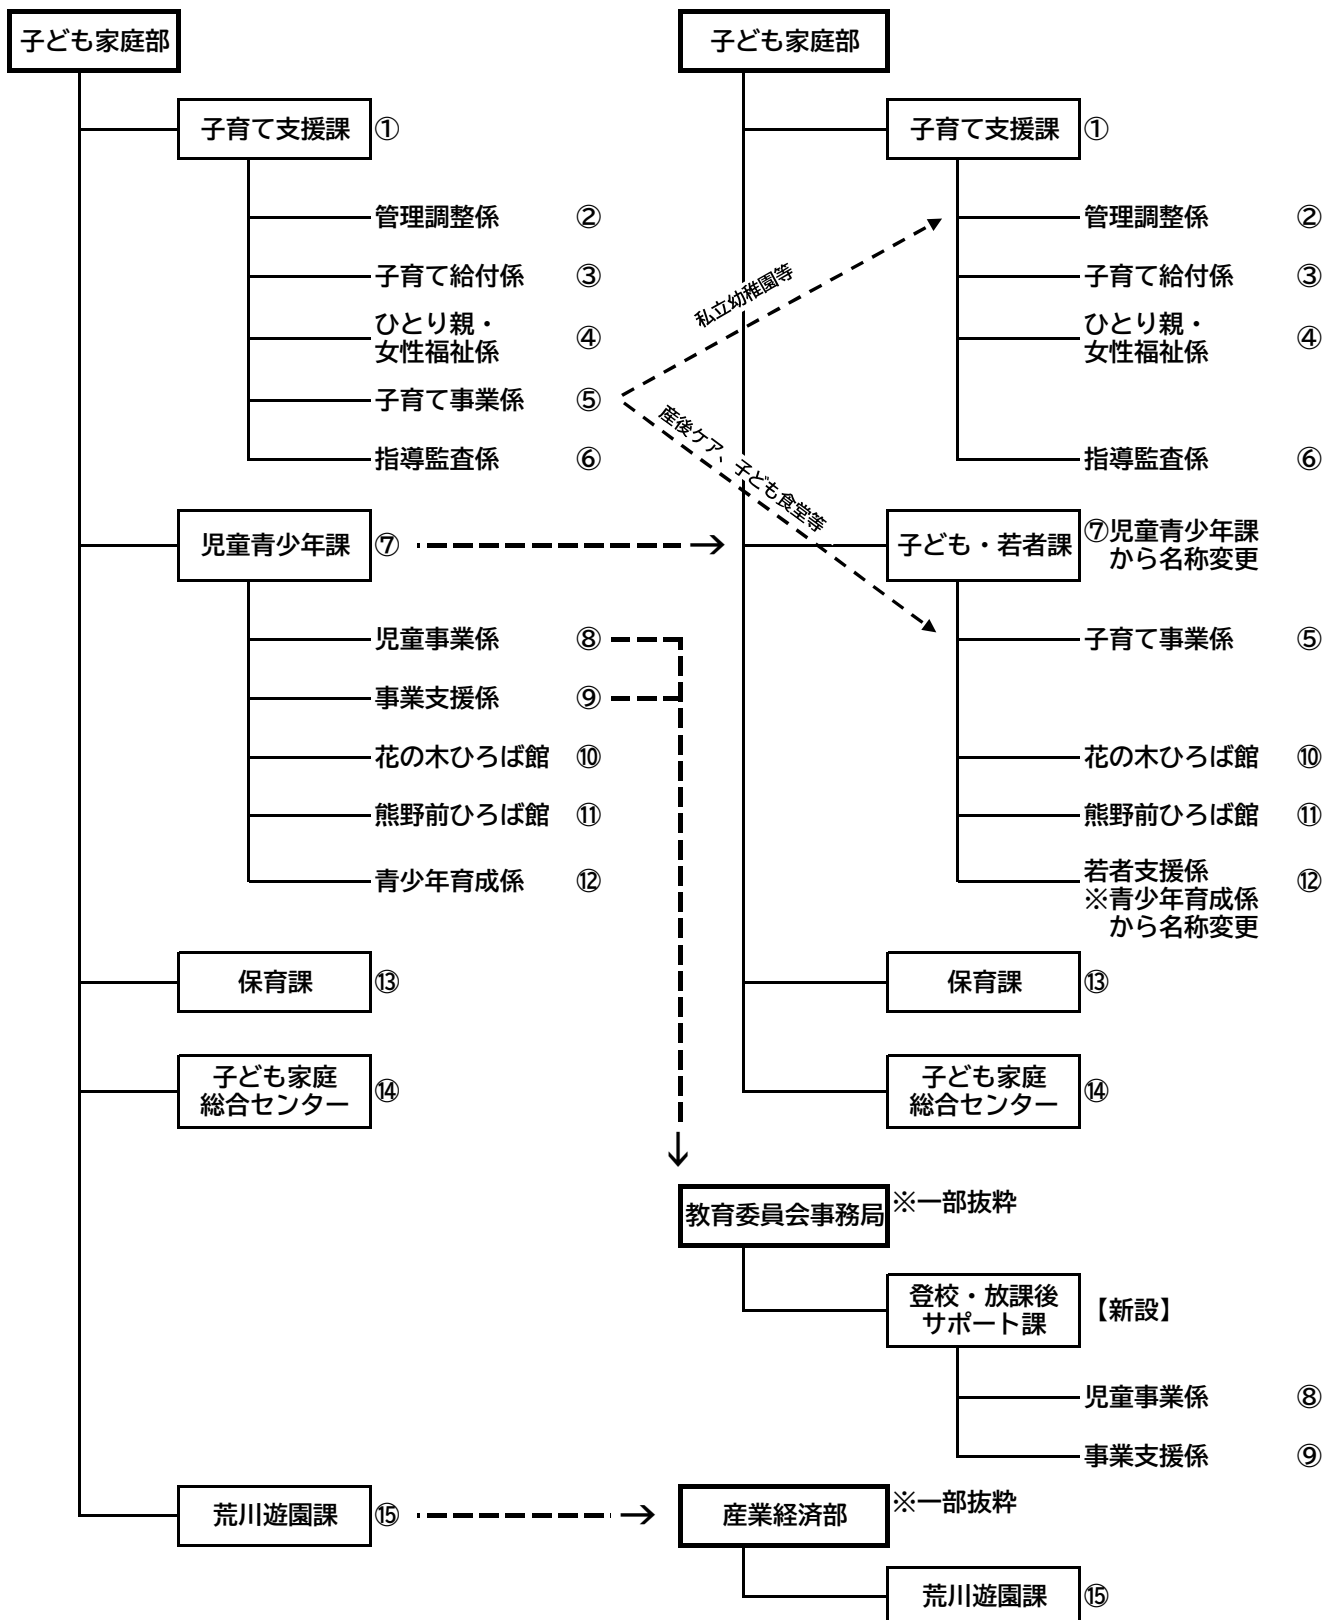 子ども家庭部
子育て支援課 ①
管理調整係 ②
子育て給付係 ③
ひとり親・
女性福祉係 ④
子育て事業係 ⑤
指導監査係 ⑥
児童青少年課 ⑦
児童事業係 ⑧
事業支援係 ⑨
花の木ひろば館 ⑩
熊野前ひろば館 ⑪
青少年育成係 ⑫
保育課 ⑬
子ども家庭
総合センター ⑭
荒川遊園課 ⑮
私立幼稚園等
産後ケア、子ども食堂等
子ども家庭部
子育て支援課 ①
管理調整係 ②
子育て給付係 ③
ひとり親・
女性福祉係 ④
指導監査係 ⑥
子ども・若者課 ⑦児童青少年課
から名称変更
子育て事業係 ⑤
花の木ひろば館 ⑩
熊野前ひろば館 ⑪
若者支援係 ⑫
※青少年育成係
から名称変更
保育課 ⑬
子ども家庭
総合センター ⑭
教育委員会事務局 ※一部抜粋
登校・放課後
サポート課 【新設】
児童事業係 ⑧
事業支援係 ⑨
産業経済部 ※一部抜粋
荒川遊園課 ⑮